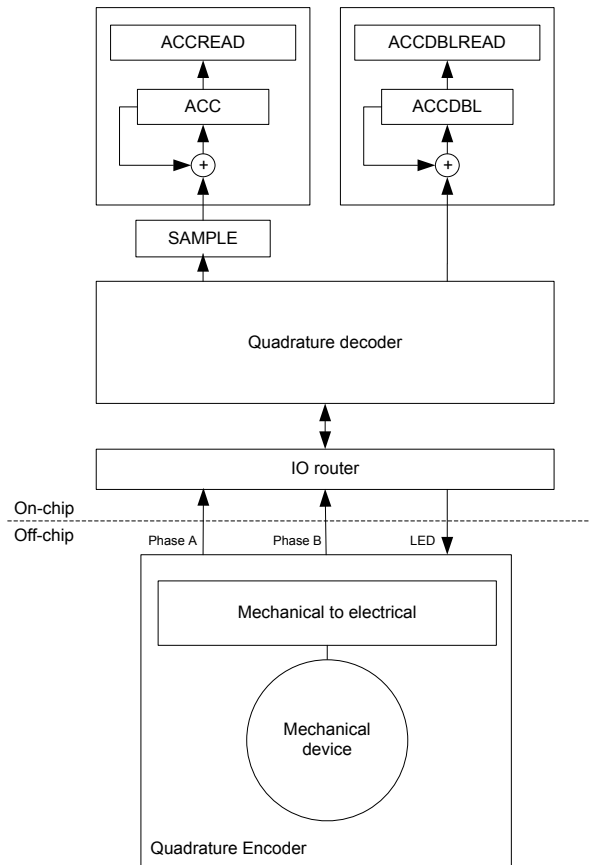 ACCREAD
ACCDBLREAD
ACC
ACCDBL
+
+
SAMPLE
Quadrature decoder
IO router
On-chip
Off-chip
Phase A
Phase B
LED
Mechanical to electrical
Mechanical
device
Quadrature Encoder